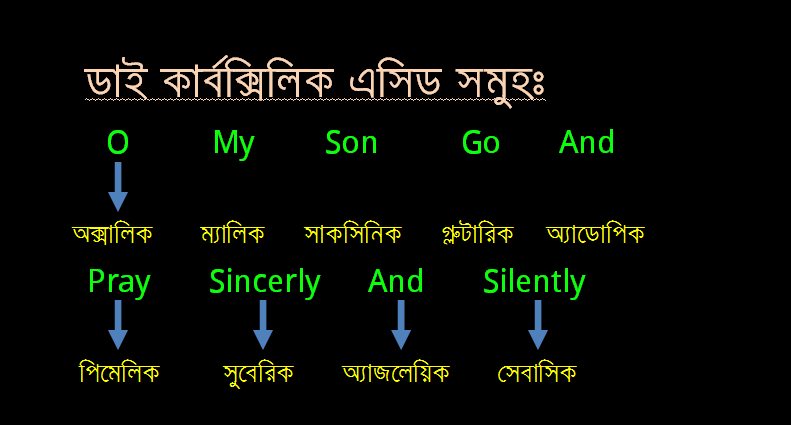 ডাই কার্বক্সিলিক এসিড সমুহঃ
O My Son Go And
অক্সালিক ম্যালিক সাকসিনিক গ্লুটারিক অ্যাডোপিক
Pray Sincerly And Silently
পিমেলিক সুবেরিক অ্যাজলেয়িক সেবাসিক